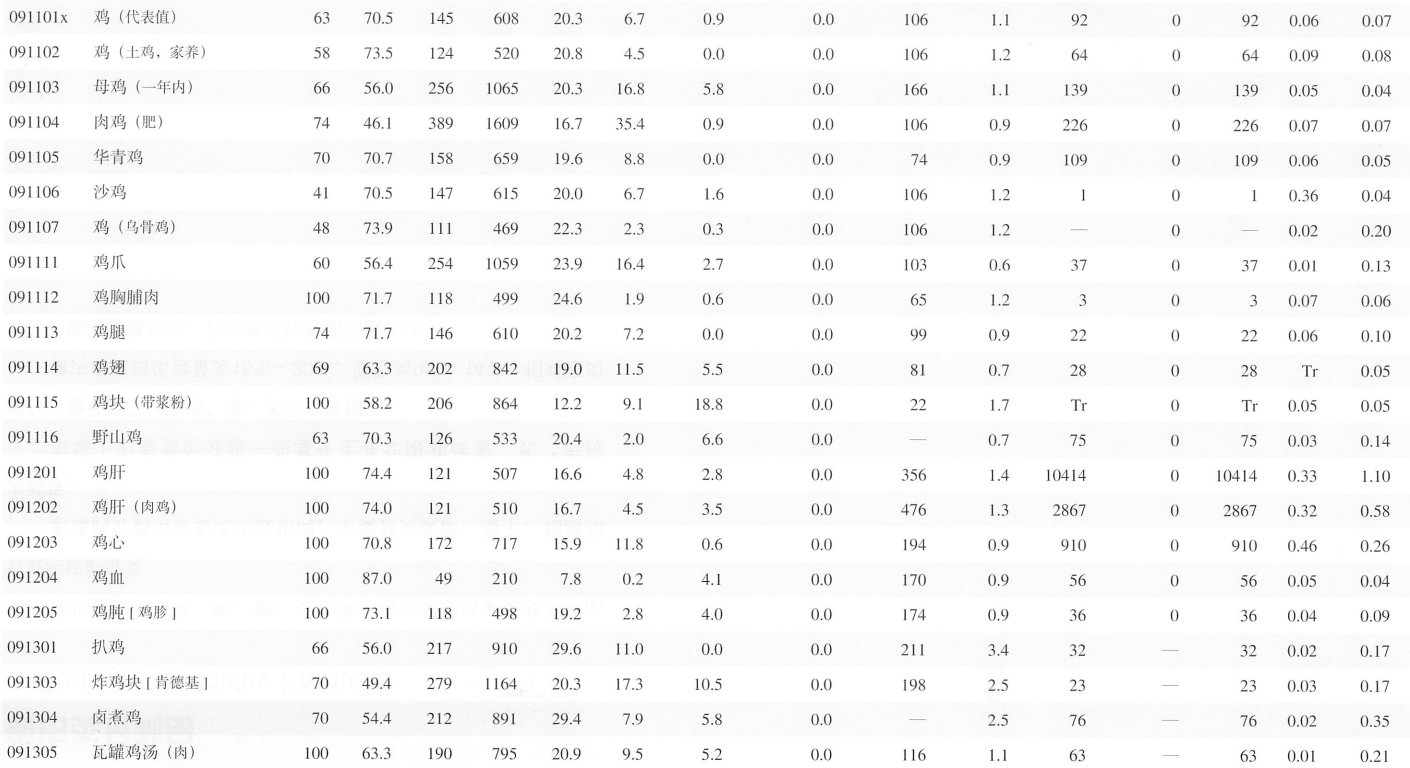 091101x 鸡（代表值） 63 70.5 145 608 20.3 6.7 0.9 0.0 106 1.1 92 0 92 0.06 0.07
091102 鸡（土鸡，家养） 58 73.5 124 520 20.8 4.5 0.0 0.0 106 1.2 64 0 64 0.09 0.08
091103 母鸡（一年内） 66 56.0 256 1065 20.3 16.8 5.8 0.0 166 1.1 139 0 139 0.05 0.04
091104 肉鸡（肥） 74 46.1 389 1609 16.7 35.4 0.9 0.0 106 0.9 226 0 226 0.07 0.07
091105 华青鸡 70 70.7 158 659 19.6 8.8 0.0 0.0 74 0.9 109 0 109 0.06 0.05
091106 沙鸡 41 70.5 147 615 20.0 6.7 1.6 0.0 106 1.2 1 0 1 0.36 0.04
091107 鸡（乌骨鸡） 48 73.9 111 469 22.3 2.3 0.3 0.0 106 1.2 — 0 — 0.02 0.20
091111 鸡爪 60 56.4 254 1059 23.9 16.4 2.7 0.0 103 0.6 37 0 37 0.01 0.13
091112 鸡胸脯肉 100 71.7 118 499 24.6 1.9 0.6 0.0 65 1.2 3 0 3 0.07 0.06
091113 鸡腿 74 71.7 146 610 20.2 7.2 0.0 0.0 99 0.9 22 0 22 0.06 0.10
091114 鸡翅 69 63.3 202 842 19.0 11.5 5.5 0.0 81 0.7 28 0 28 Tr 0.05
091115 鸡块（带浆粉） 100 58.2 206 864 12.2 9.1 18.8 0.0 22 1.7 Tr 0 Tr 0.05 0.05
091116 野山鸡 63 70.3 126 533 20.4 2.0 6.6 0.0 — 0.7 75 0 75 0.03 0.14
091201 鸡肝 100 74.4 121 507 16.6 4.8 2.8 0.0 356 1.4 10414 0 10414 0.33 1.10
091202 鸡肝（肉鸡） 100 74.0 121 510 16.7 4.5 3.5 0.0 476 1.3 2867 0 2867 0.32 0.58
091203 鸡心 100 70.8 172 717 15.9 11.8 0.6 0.0 194 0.9 910 0 910 0.46 0.26
091204 鸡血 100 87.0 49 210 7.8 0.2 4.1 0.0 170 0.9 56 0 56 0.05 0.04
091205 鸡肫 [ 鸡胗 ] 100 73.1 118 498 19.2 2.8 4.0 0.0 174 0.9 36 0 36 0.04 0.09
091301 扒鸡 66 56.0 217 910 29.6 11.0 0.0 0.0 211 3.4 32 — 32 0.02 0.17
091303 炸鸡块 [ 肯德基 ] 70 49.4 279 1164 20.3 17.3 10.5 0.0 198 2.5 23 — 23 0.03 0.17
091304 卤煮鸡 70 54.4 212 891 29.4 7.9 5.8 0.0 — 2.5 76 — 76 0.02 0.35
091305 瓦罐鸡汤（肉） 100 63.3 190 795 20.9 9.5 5.2 0.0 116 1.1 63 — 63 0.01 0.21